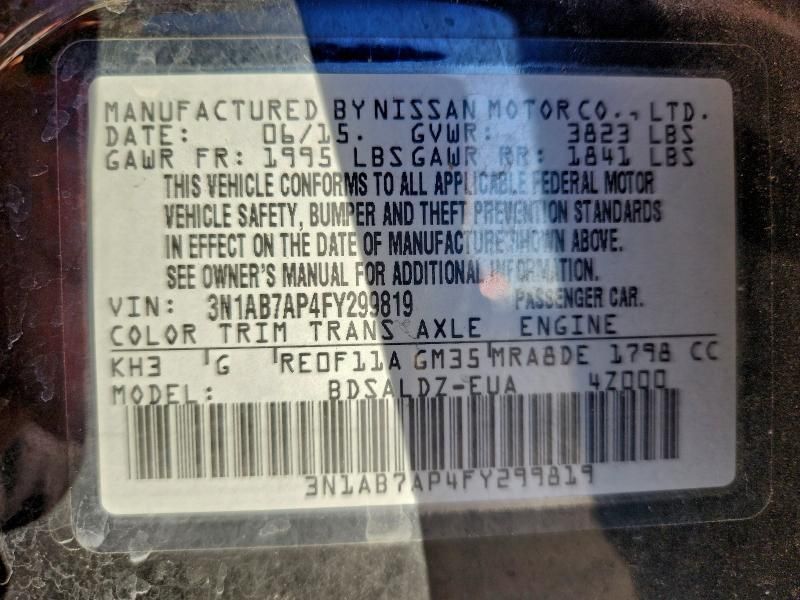 MANUFACTURED BY NISSAN MOTOR CO., LTD.
DATE: 06/15. GVWR: 3823 LBS
GAWR FR: 1995 LBS GAWR RR: 1841 LBS
THIS VEHICLE CONFORMS TO ALL APPLICABLE FEDERAL MOTOR
VEHICLE SAFETY, BUMPER AND THEFT PREVENTION STANDARDS
IN EFFECT ON THE DATE OF MANUFACTURE SHOWN ABOVE.
SEE OWNER'S MANUAL FOR ADDITIONAL INFORMATION.
VIN: 3N1AB7AP4FY299819 PASSENGER CAR.
COLOR TRIM TRANS AXLE ENGINE
KH3 G RE0F11A GM35 MRA8DE 1798 CC
MODEL: BDSALDZ-EUA 4Z000
3N1AB7AP4FY299819